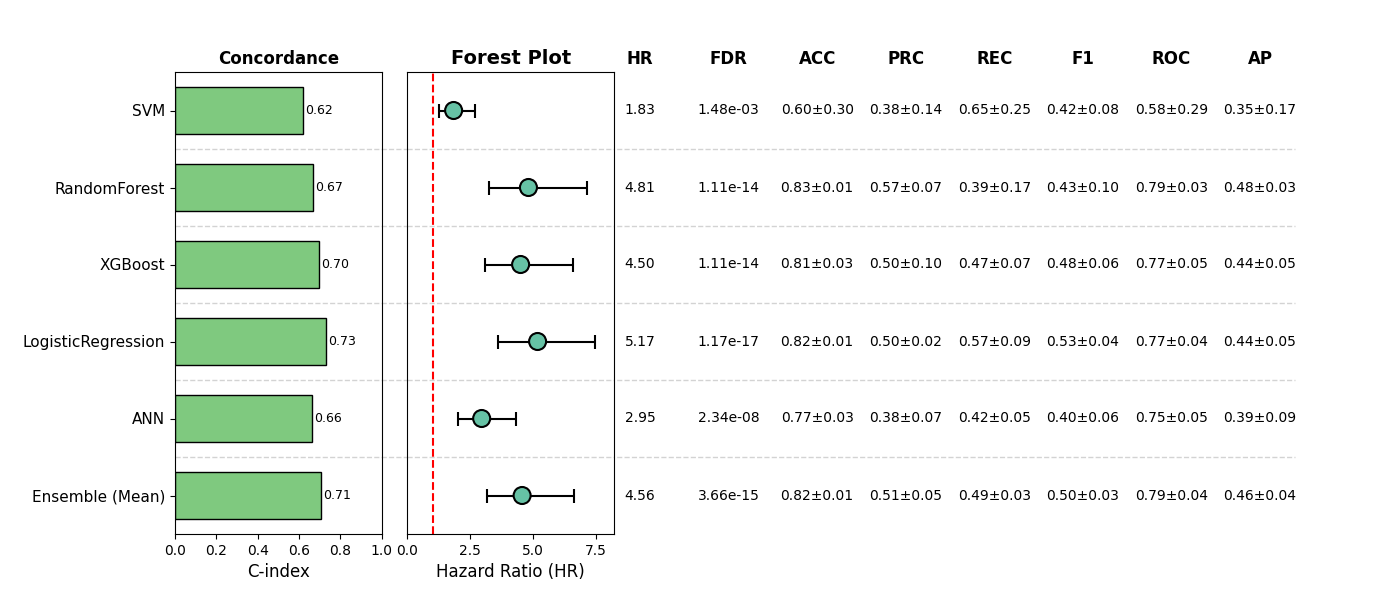 Concordance Forest Plot HR FDR ACC PRC REC F1 ROC AP
SVM 0.62 1.83 1.48e-03 0.60±0.30 0.38±0.14 0.65±0.25 0.42±0.08 0.58±0.29 0.35±0.17
RandomForest 0.67 4.81 1.11e-14 0.83±0.01 0.57±0.07 0.39±0.17 0.43±0.10 0.79±0.03 0.48±0.03
XGBoost 0.70 4.50 1.11e-14 0.81±0.03 0.50±0.10 0.47±0.07 0.48±0.06 0.77±0.05 0.44±0.05
LogisticRegression 0.73 5.17 1.17e-17 0.82±0.01 0.50±0.02 0.57±0.09 0.53±0.04 0.77±0.04 0.44±0.05
ANN 0.66 2.95 2.34e-08 0.77±0.03 0.38±0.07 0.42±0.05 0.40±0.06 0.75±0.05 0.39±0.09
Ensemble (Mean) 0.71 4.56 3.66e-15 0.82±0.01 0.51±0.05 0.49±0.03 0.50±0.03 0.79±0.04 0.46±0.04
0.0 0.2 0.4 0.6 0.8 1.0 0.0 2.5 5.0 7.5
C-index Hazard Ratio (HR)